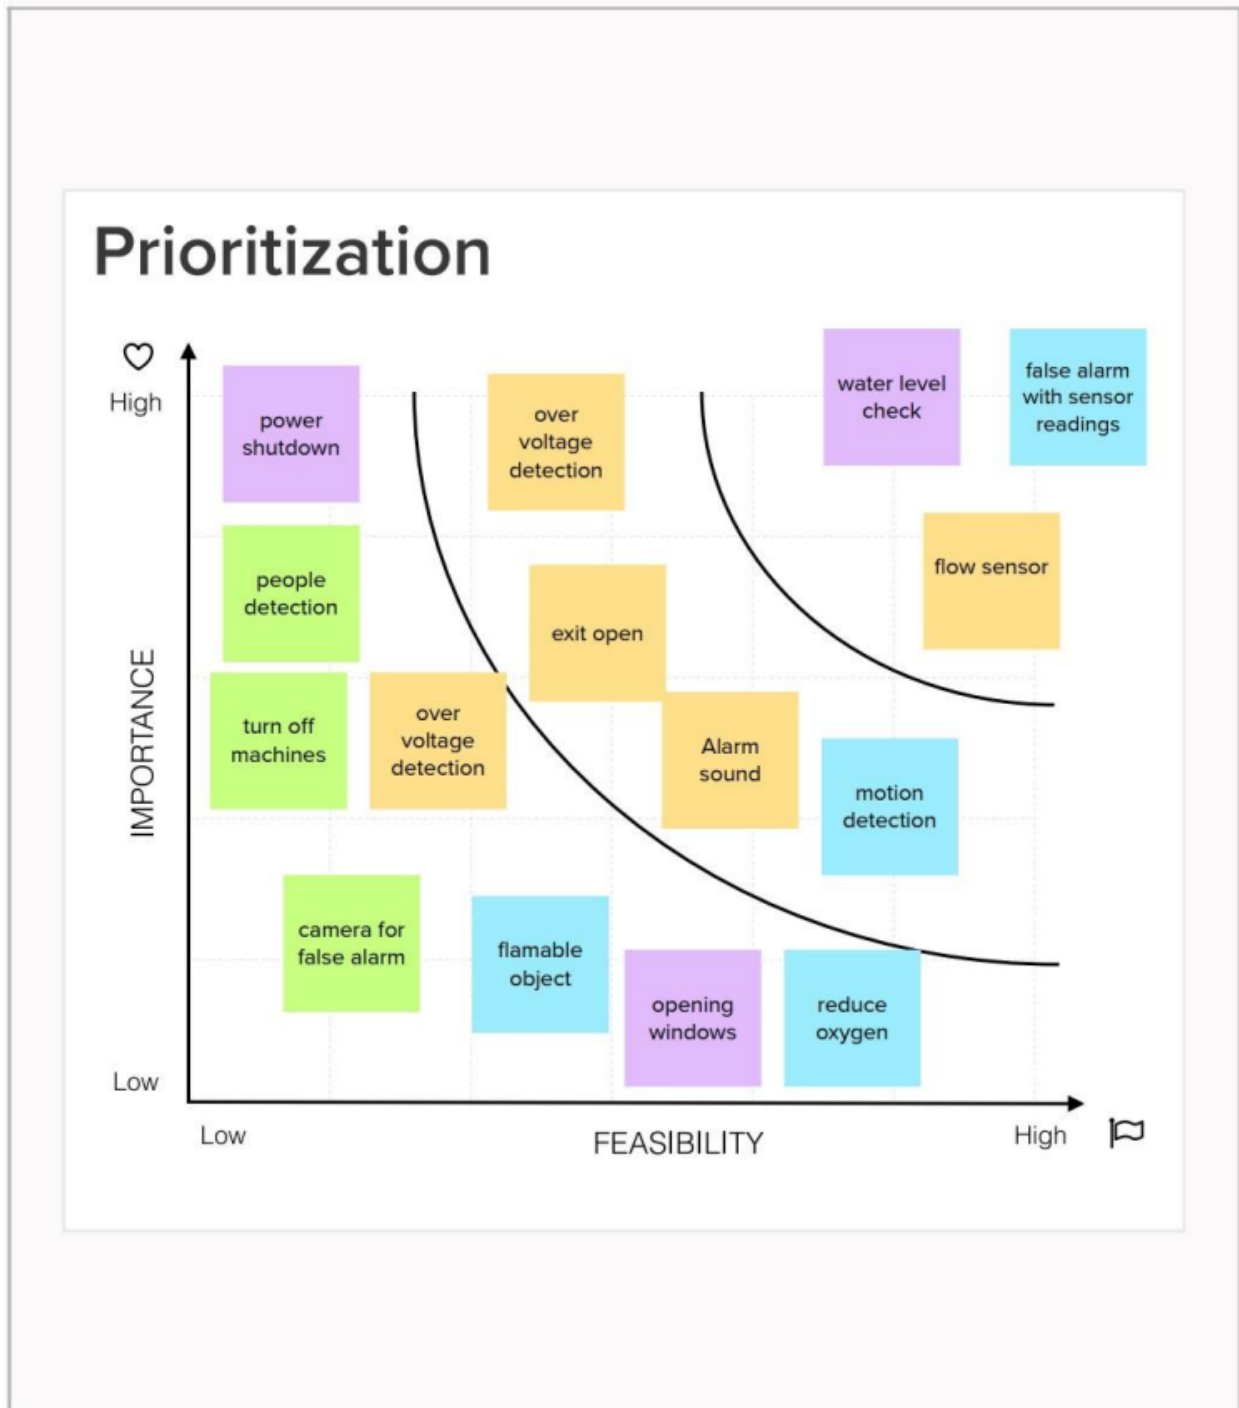 Prioritization
High
power
shutdown
over
voltage
detection
water level
check
false alarm
with sensor
readings
people
detection
exit open
flow sensor
IMPORTANCE
turn off
machines
over
voltage
detection
Alarm
sound
motion
detection
camera for
false alarm
flamable
object
opening
windows
reduce
oxygen
Low
Low
FEASIBILITY
High